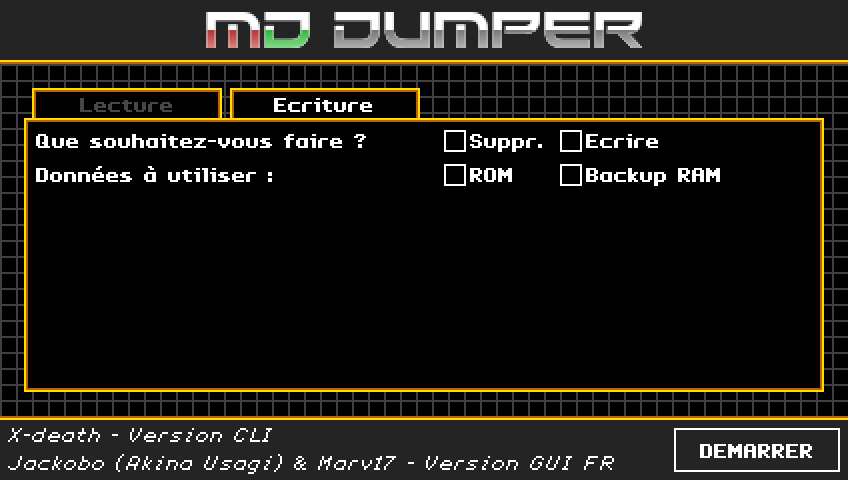 MD DUMPER
Lecture Ecriture
Que souhaitez-vous faire ? Suppr. Ecrire
Données à utiliser : ROM Backup RAM
X-death - Version CLI
Jackobo (Akina Usagi) & Marv17 - Version GUI FR
DEMARRER